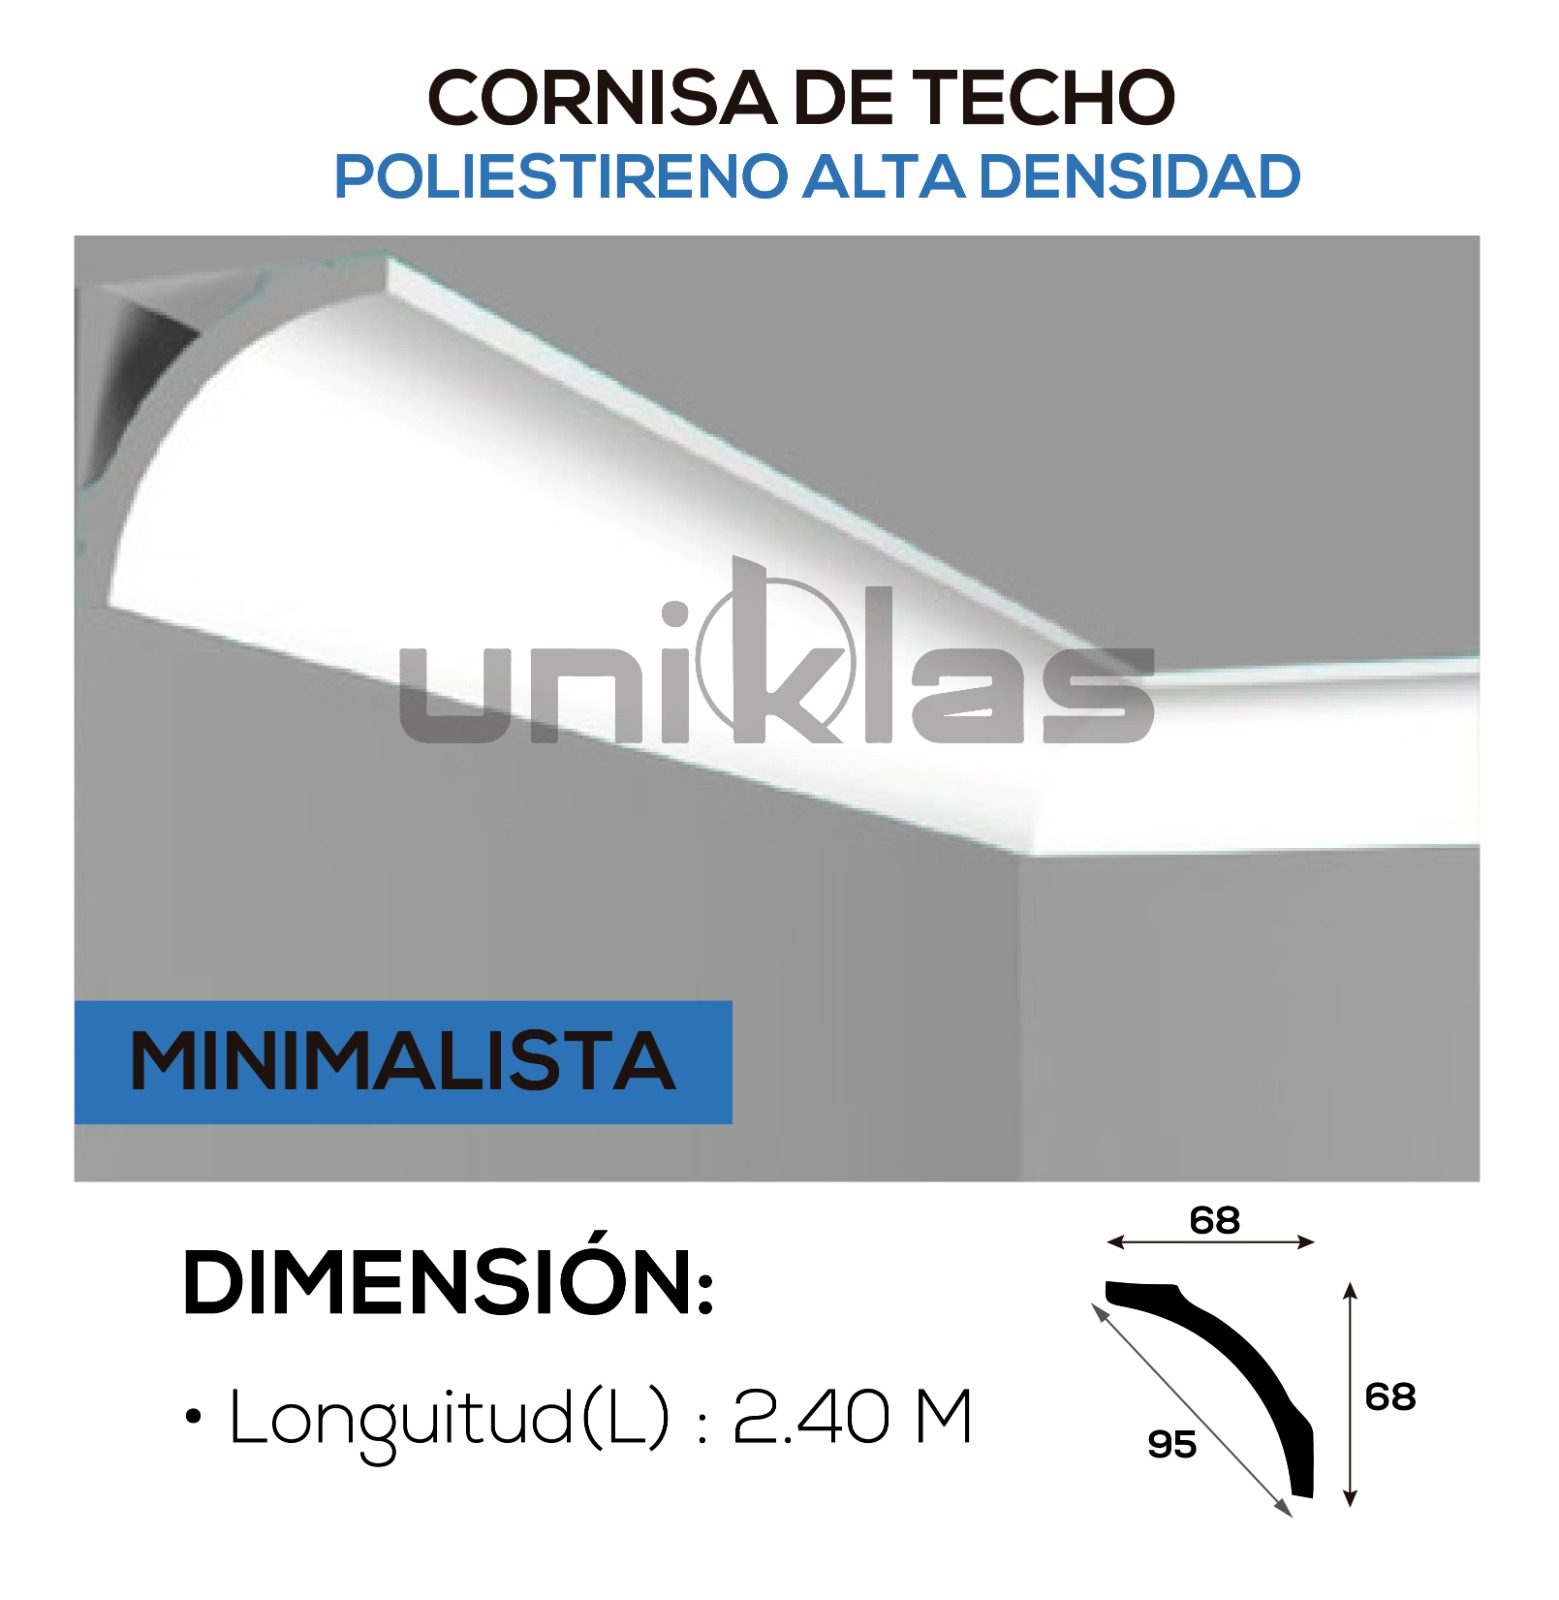 CORNISA DE TECHO
POLIESTIRENO ALTA DENSIDAD
uniklas
MINIMALISTA
DIMENSIÓN:
• Longuitud(L) : 2.40 M
68
68
95